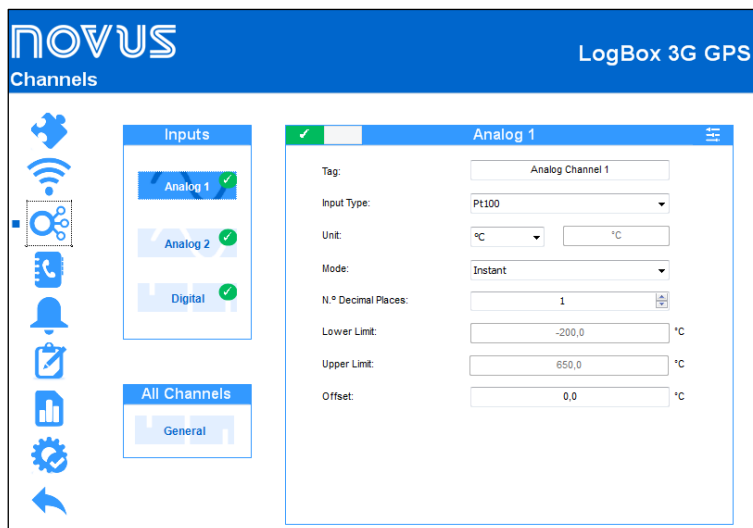 novus
LogBox 3G GPS
Channels
Inputs
Analog 1
Analog 2
Digital
All Channels
General
Analog 1
Tag: Analog Channel 1
Input Type: Pt100
Unit: ºC °C
Mode: Instant
N.º Decimal Places: 1
Lower Limit: -200,0 °C
Upper Limit: 650,0 °C
Offset: 0,0 °C